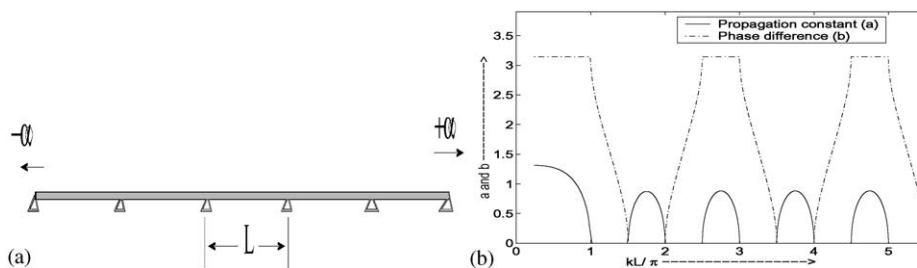 -α
+α
L
(a)
Propagation constant (a)
Phase difference (b)
a and b
3.5
3
2.5
2
1.5
1
0.5
0
0 1 2 3 4 5
kL/ π
(b)